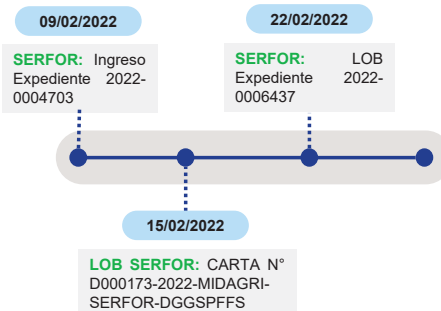 09/02/2022
SERFOR: Ingreso
Expediente 2022-
0004703
22/02/2022
SERFOR: LOB
Expediente 2022-
0006437
15/02/2022
LOB SERFOR: CARTA N°
D000173-2022-MIDAGRI-
SERFOR-DGGSPFFS